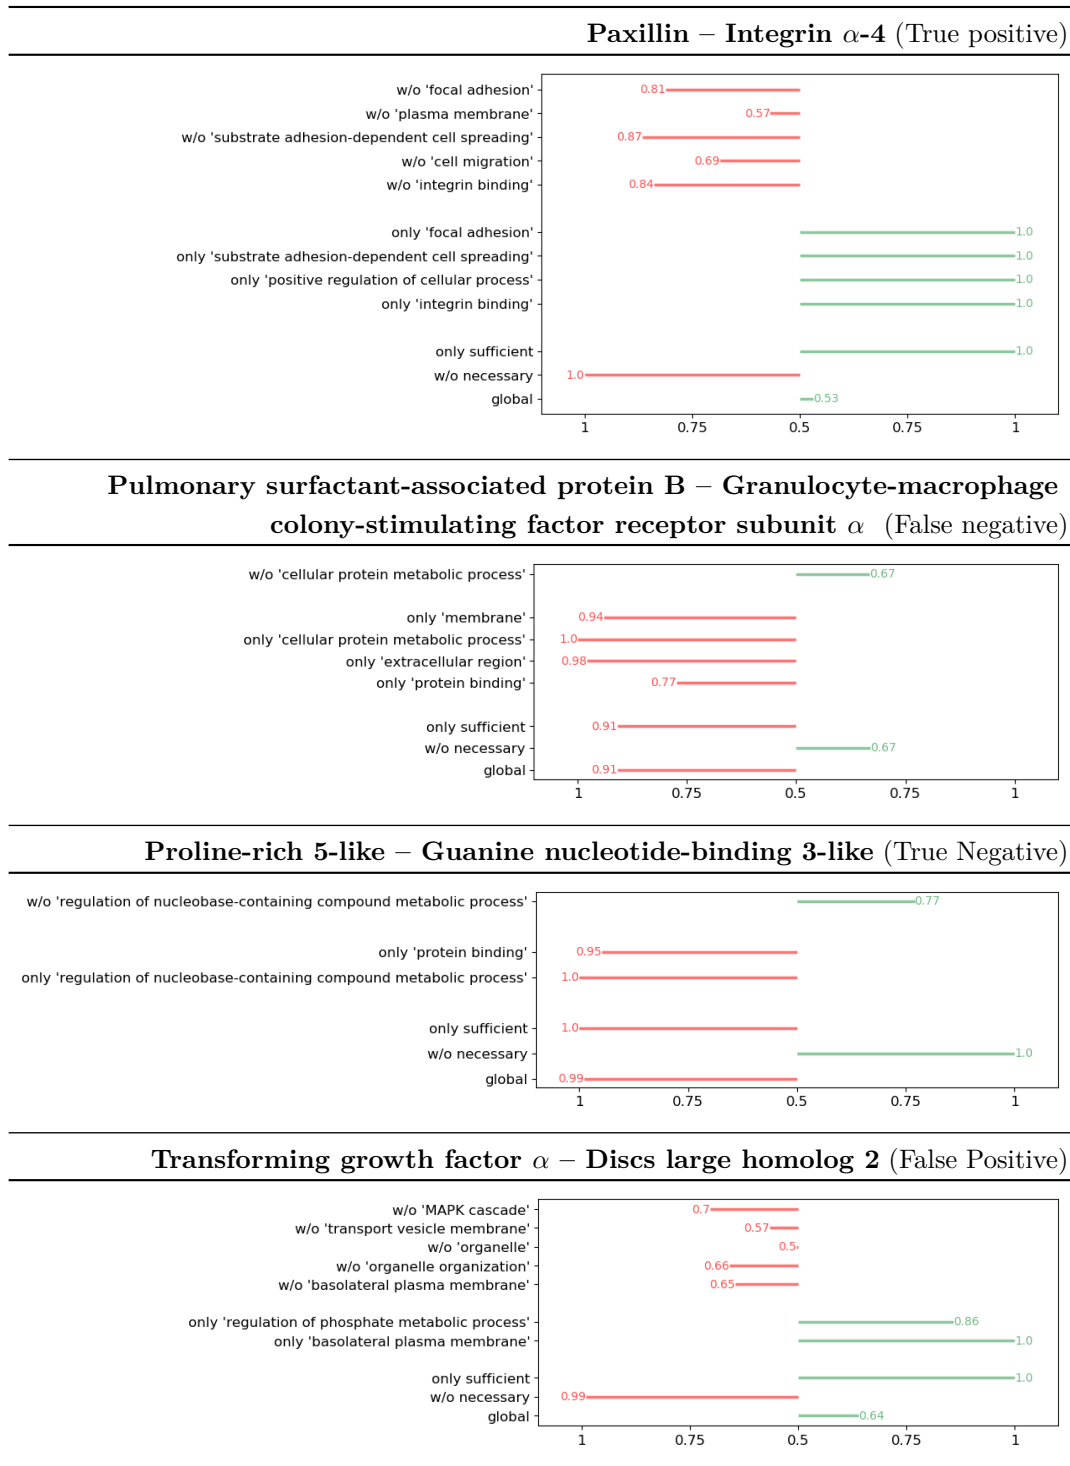 Paxillin – Integrin α-4 (True positive)
w/o 'focal adhesion'
0.81
w/o 'plasma membrane'
0.57
w/o 'substrate adhesion-dependent cell spreading'
0.87
w/o 'cell migration'
0.69
w/o 'integrin binding'
0.84
only 'focal adhesion'
1.0
only 'substrate adhesion-dependent cell spreading'
1.0
only 'positive regulation of cellular process'
1.0
only 'integrin binding'
1.0
only sufficient
1.0
w/o necessary
1.0
global
0.53
1 0.75 0.5 0.75 1
Pulmonary surfactant-associated protein B – Granulocyte-macrophage
colony-stimulating factor receptor subunit α (False negative)
w/o 'cellular protein metabolic process'
0.67
only 'membrane'
0.94
only 'cellular protein metabolic process'
1.0
only 'extracellular region'
0.98
only 'protein binding'
0.77
only sufficient
0.91
w/o necessary
0.67
global
0.91
1 0.75 0.5 0.75 1
Proline-rich 5-like – Guanine nucleotide-binding 3-like (True Negative)
w/o 'regulation of nucleobase-containing compound metabolic process'
0.77
only 'protein binding'
0.95
only 'regulation of nucleobase-containing compound metabolic process'
1.0
only sufficient
1.0
w/o necessary
1.0
global
0.99
1 0.75 0.5 0.75 1
Transforming growth factor α – Discs large homolog 2 (False Positive)
w/o 'MAPK cascade'
0.7
w/o 'transport vesicle membrane'
0.57
w/o 'organelle'
0.5
w/o 'organelle organization'
0.66
w/o 'basolateral plasma membrane'
0.65
only 'regulation of phosphate metabolic process'
0.86
only 'basolateral plasma membrane'
1.0
only sufficient
1.0
w/o necessary
0.99
global
0.64
1 0.75 0.5 0.75 1